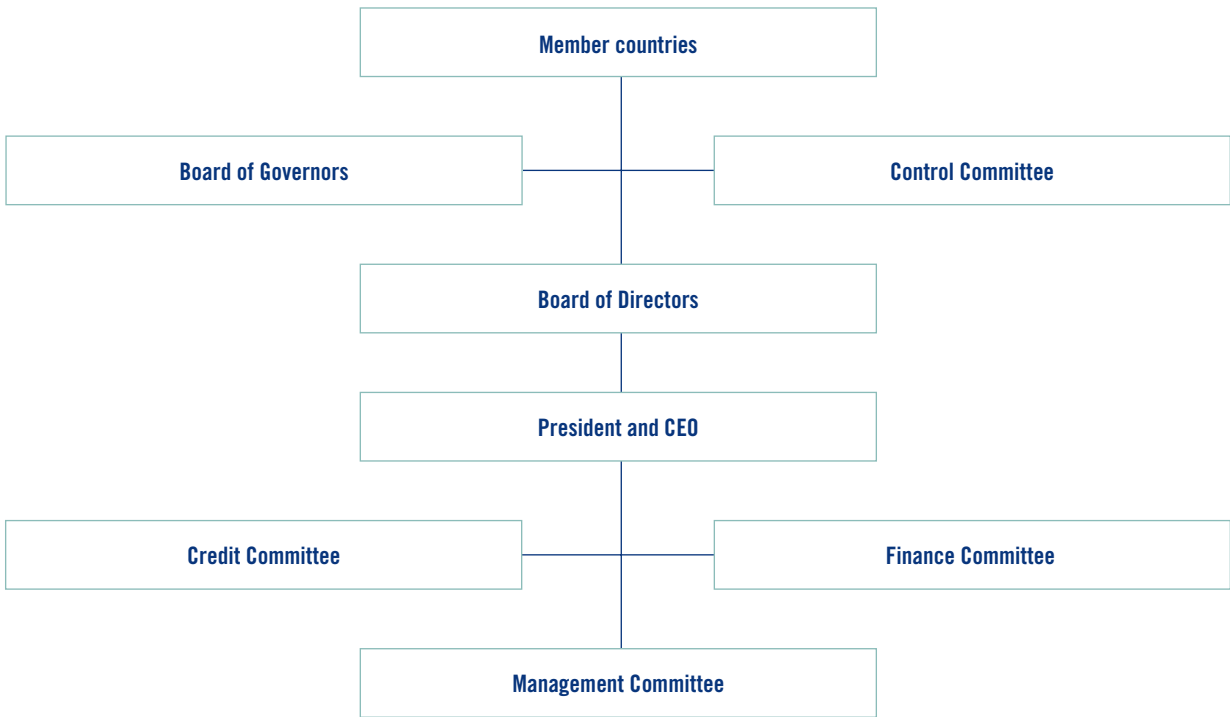 Member countries
Board of Governors
Control Committee
Board of Directors
President and CEO
Credit Committee
Finance Committee
Management Committee